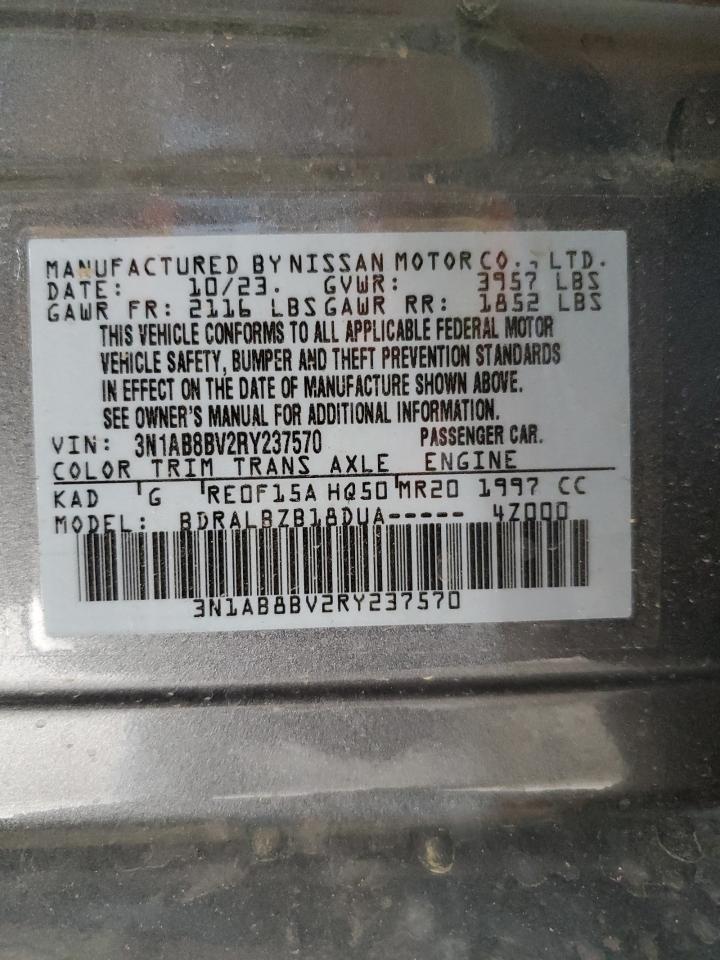 MANUFACTURED BY NISSAN MOTOR CO., LTD.
DATE: 10/23. GVWR: 3957 LBS
GAWR FR: 2116 LBS GAWR RR: 1852 LBS
THIS VEHICLE CONFORMS TO ALL APPLICABLE FEDERAL MOTOR
VEHICLE SAFETY, BUMPER AND THEFT PREVENTION STANDARDS
IN EFFECT ON THE DATE OF MANUFACTURE SHOWN ABOVE.
SEE OWNER'S MANUAL FOR ADDITIONAL INFORMATION.
VIN: 3N1AB8BV2RY237570 PASSENGER CAR.
COLOR TRIM TRANS AXLE ENGINE
KAD G RE0F15A HQ50 MR20 1997 CC
MODEL: BDRALBZB18DUA----- 4Z000
3N1AB8BV2RY237570